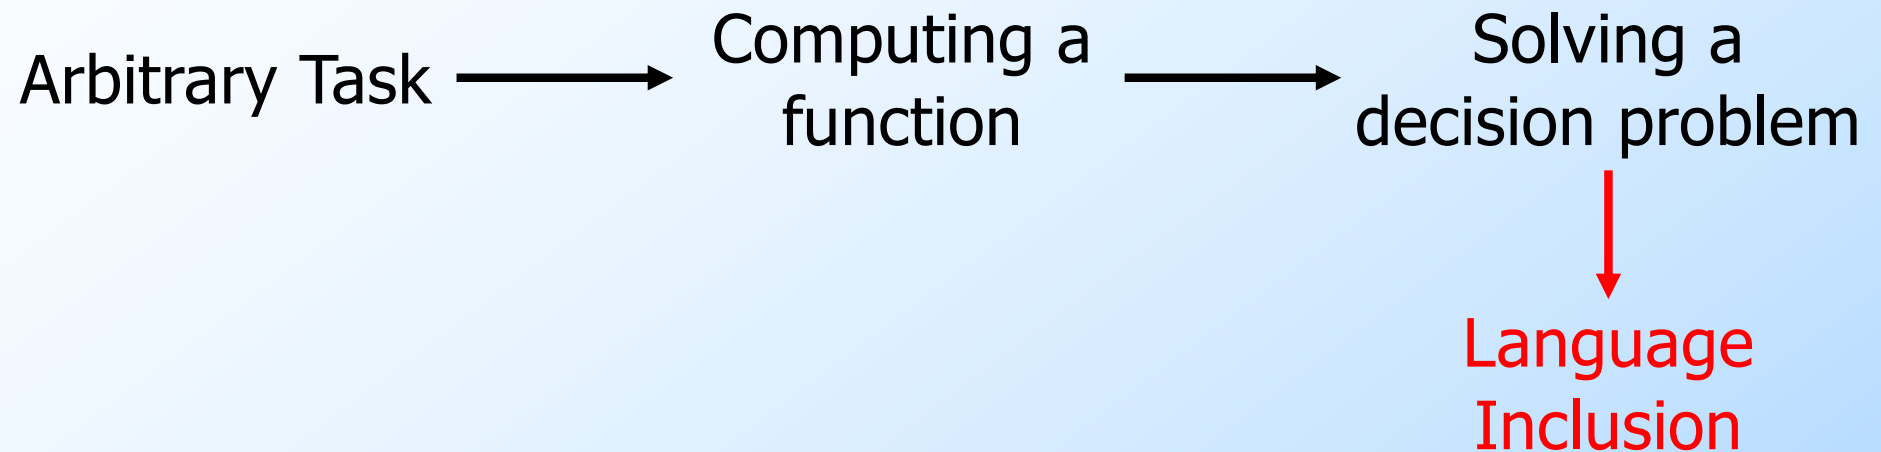 Arbitrary Task
Computing a
function
Solving a
decision problem
Language
Inclusion